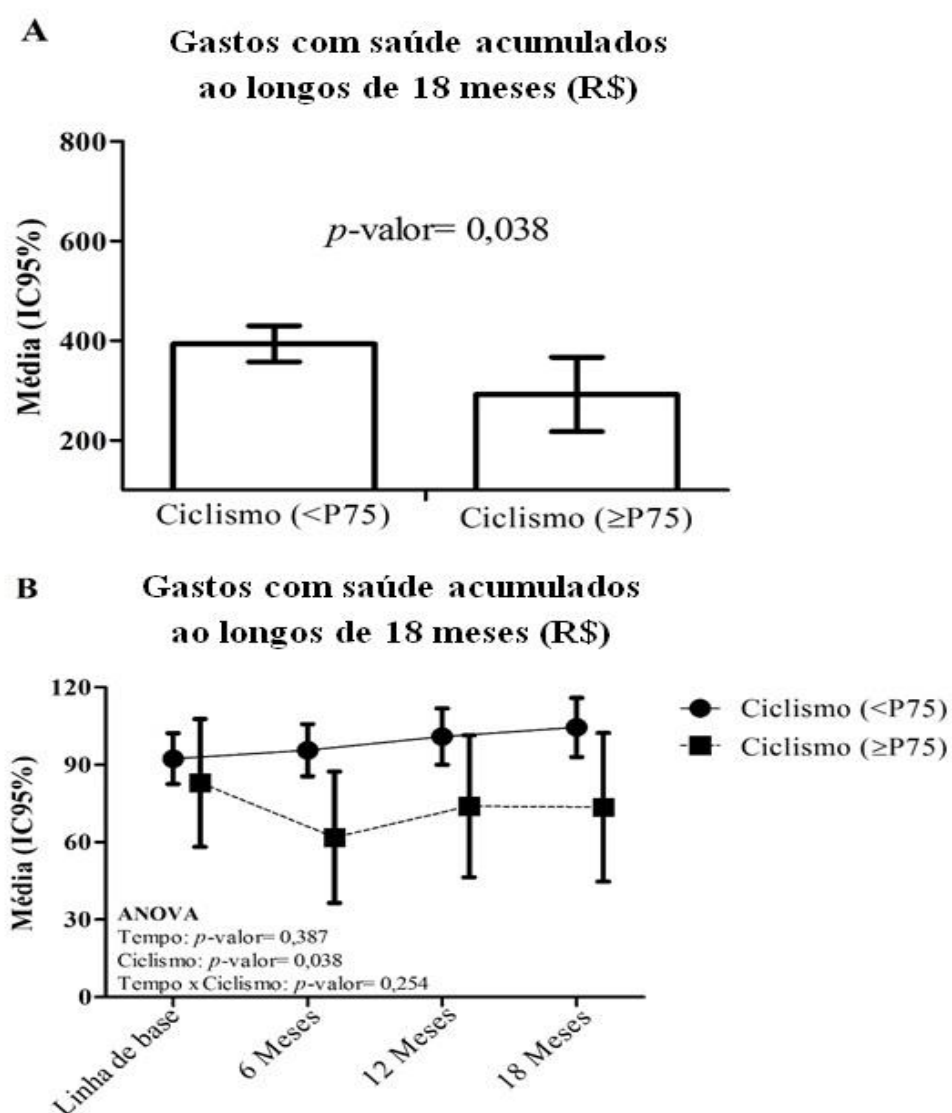 A
Gastos com saúde acumulados
ao longos de 18 meses (R$)
Média (IC95%)
800
600
400
200
p-valor= 0,038
Ciclismo (<P75)
Ciclismo (≥P75)
B
Gastos com saúde acumulados
ao longos de 18 meses (R$)
Média (IC95%)
120
90
60
30
0
Ciclismo (<P75)
Ciclismo (≥P75)
ANOVA
Tempo: p-valor= 0,387
Ciclismo: p-valor= 0,038
Tempo x Ciclismo: p-valor= 0,254
Linha de base
6 Meses
12 Meses
18 Meses